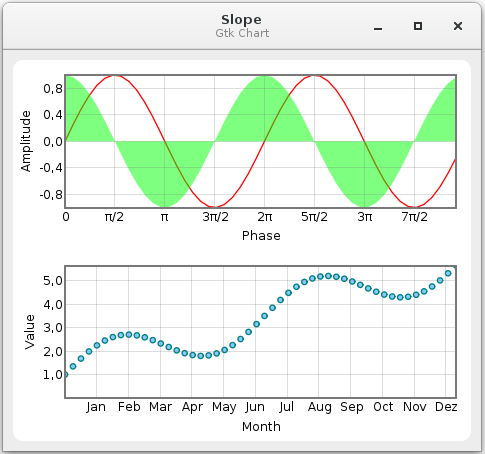 Slope
Gtk Chart
0,8
0,4
0.0
-0.4
-0.8
Amplitude
0 π/2 π 3π/2 2π 5π/2 3π 7π/2
Phase
5,0
4,0
3,0
2,0
1,0
Value
Jan Feb Mar Apr May Jun Jul Aug Sep Oct Nov Dez
Month